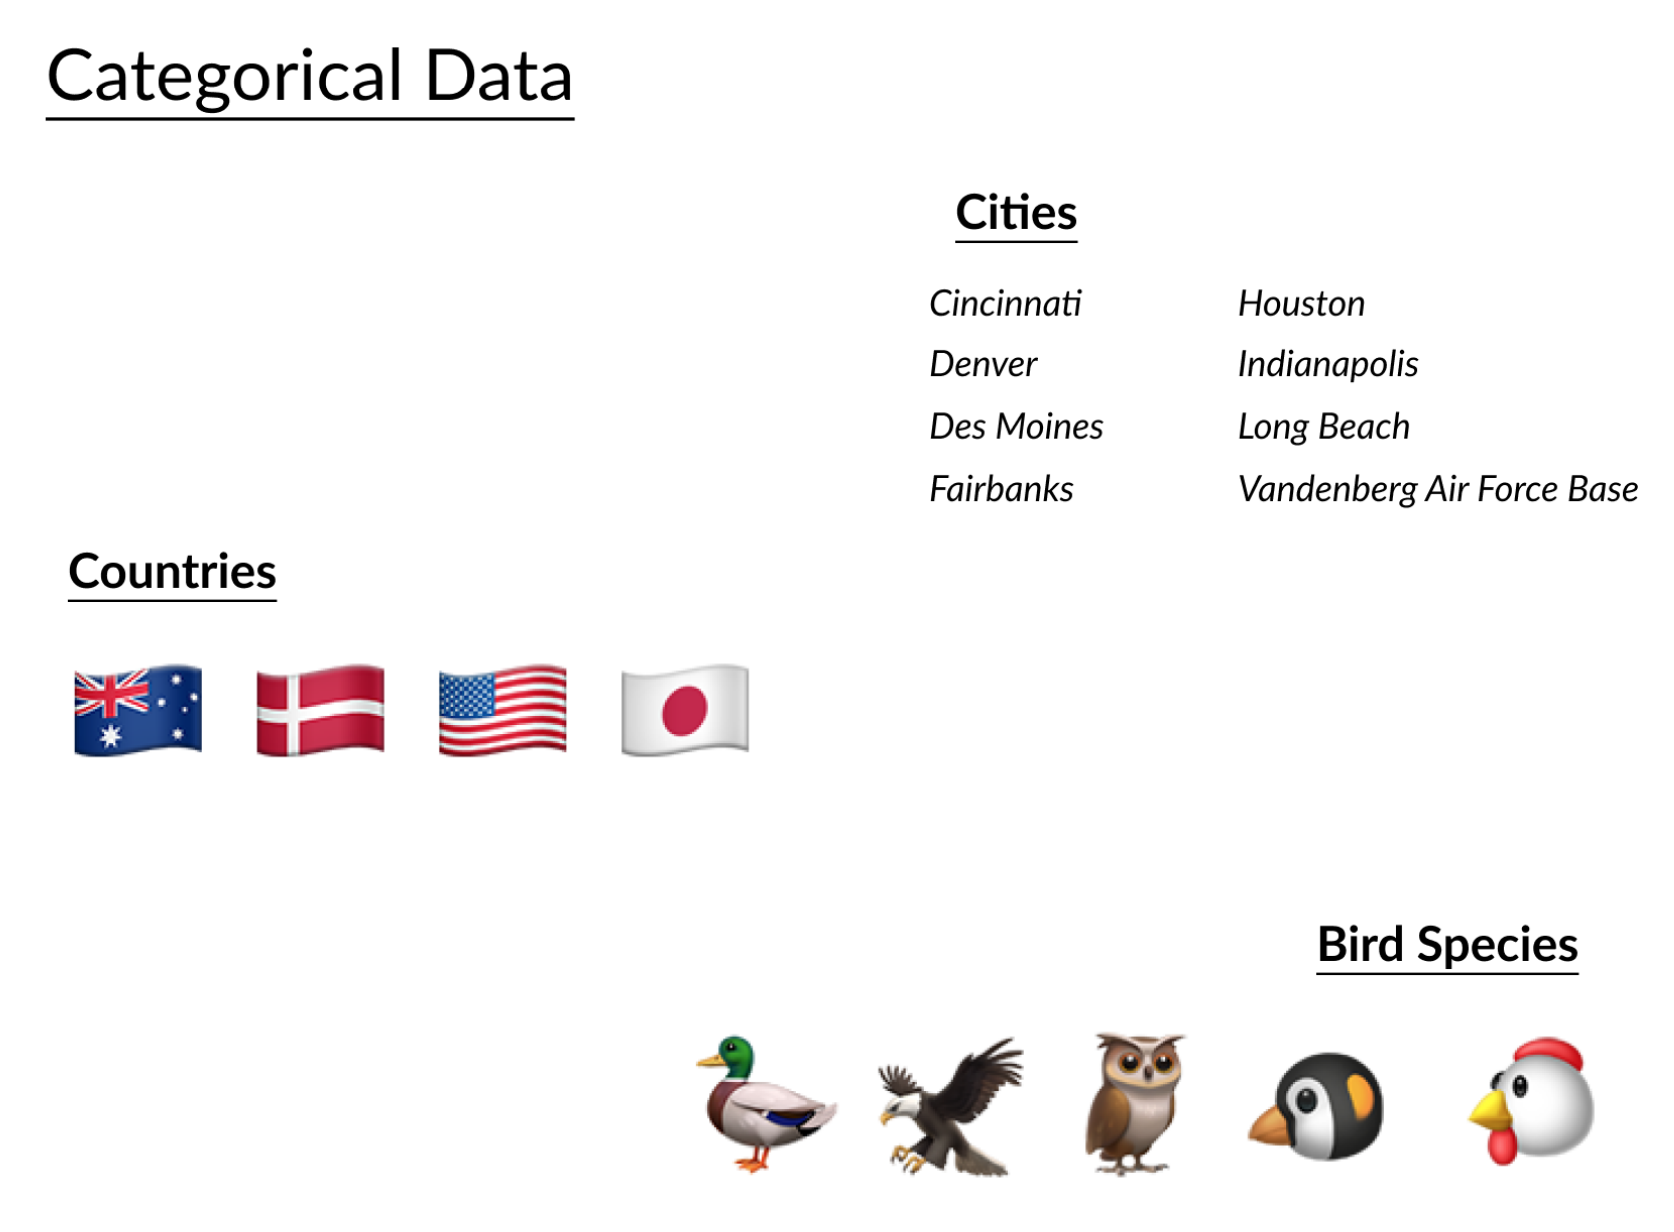 Categorical Data
Cities
Cincinnati
Denver
Des Moines
Fairbanks
Houston
Indianapolis
Long Beach
Vandenberg Air Force Base
Countries
Bird Species